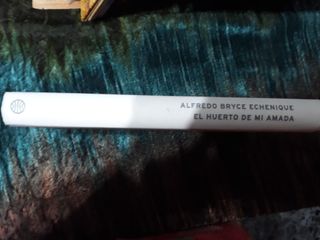 ALFREDO BRYCE ECHENIQUE
EL HUERTO DE MI AMADA